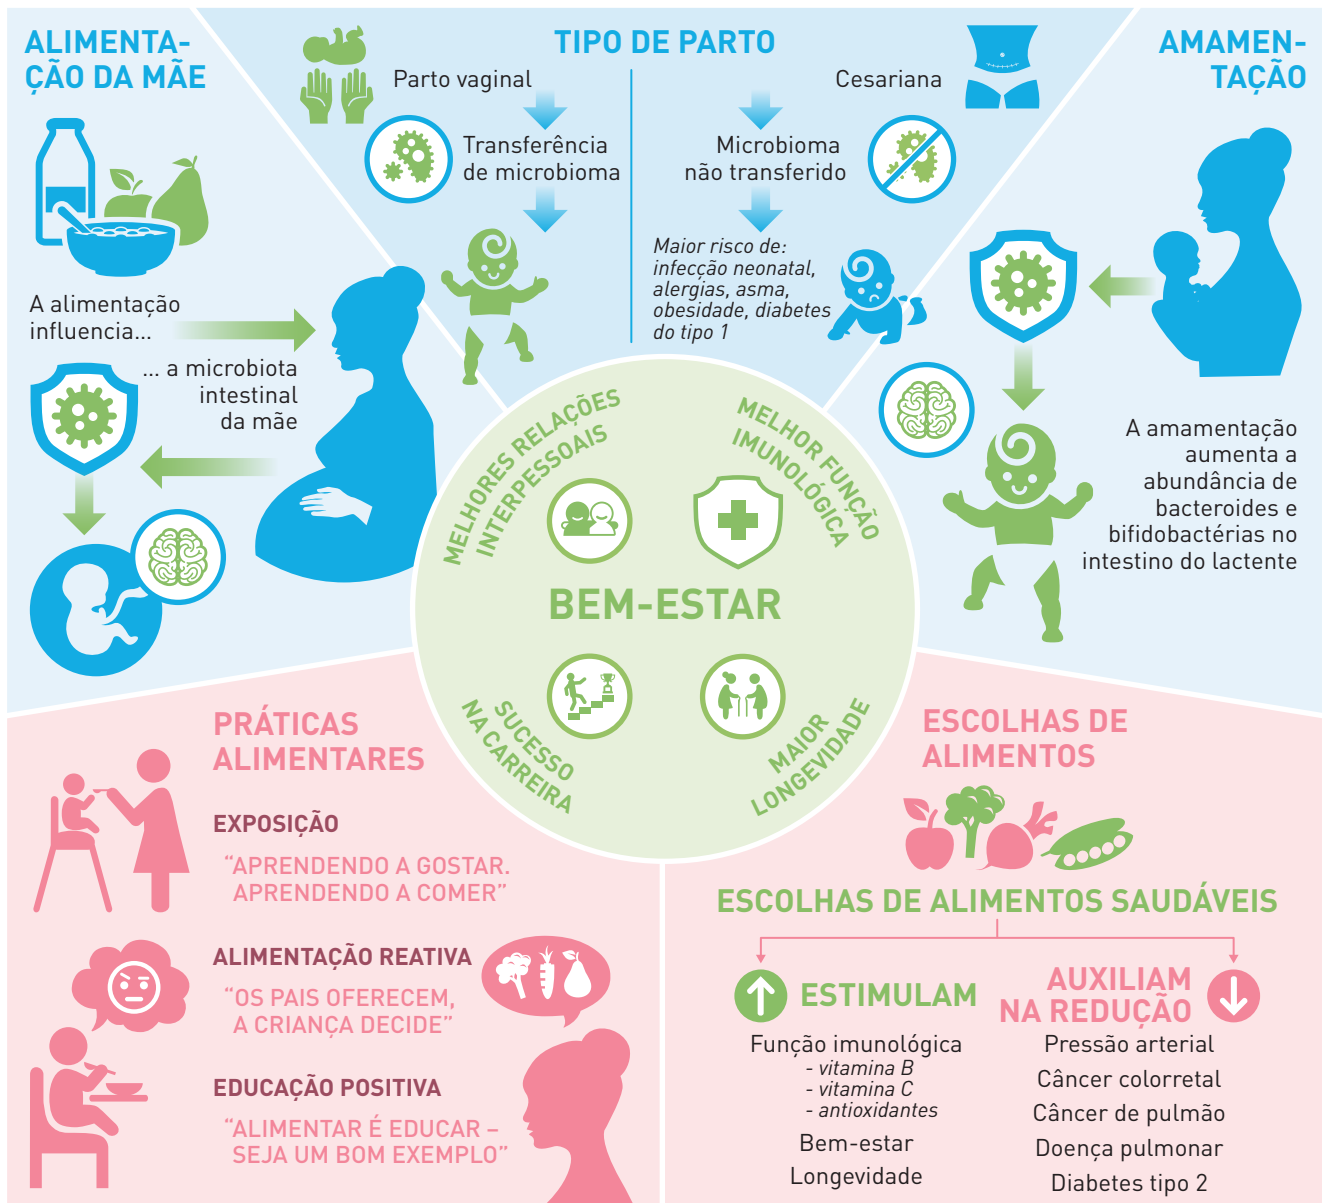 ALIMENTA-
ÇÃO DA MÃE
A alimentação
influencia...
... a microbiota
intestinal
da mãe
TIPO DE PARTO
Parto vaginal
Transferência
de microbioma
Cesariana
Microbioma
não transferido
Maior risco de:
infecção neonatal,
alergias, asma,
obesidade, diabetes
do tipo 1
AMAMEN-
TAÇÃO
A amamentação
aumenta a
abundância de
bacteroides e
bifidobactérias no
intestino do lactente
MELHORES RELAÇÕES
INTERPESSOAIS
MELHOR FUNÇÃO
IMUNOLÓGICA
BEM-ESTAR
SUCESSO
NA CARREIRA
MAIOR
LONGEVIDADE
PRÁTICAS
ALIMENTARES
EXPOSIÇÃO
“APRENDENDO A GOSTAR.
APRENDENDO A COMER”
ALIMENTAÇÃO REATIVA
“OS PAIS OFERECEM,
A CRIANÇA DECIDE”
EDUCAÇÃO POSITIVA
“ALIMENTAR É EDUCAR –
SEJA UM BOM EXEMPLO”
ESCOLHAS DE
ALIMENTOS
ESCOLHAS DE ALIMENTOS SAUDÁVEIS
ESTIMULAM
Função imunológica
- vitamina B
- vitamina C
- antioxidantes
Bem-estar
Longevidade
AUXILIAM
NA REDUÇÃO
Pressão arterial
Câncer colorretal
Câncer de pulmão
Doença pulmonar
Diabetes tipo 2